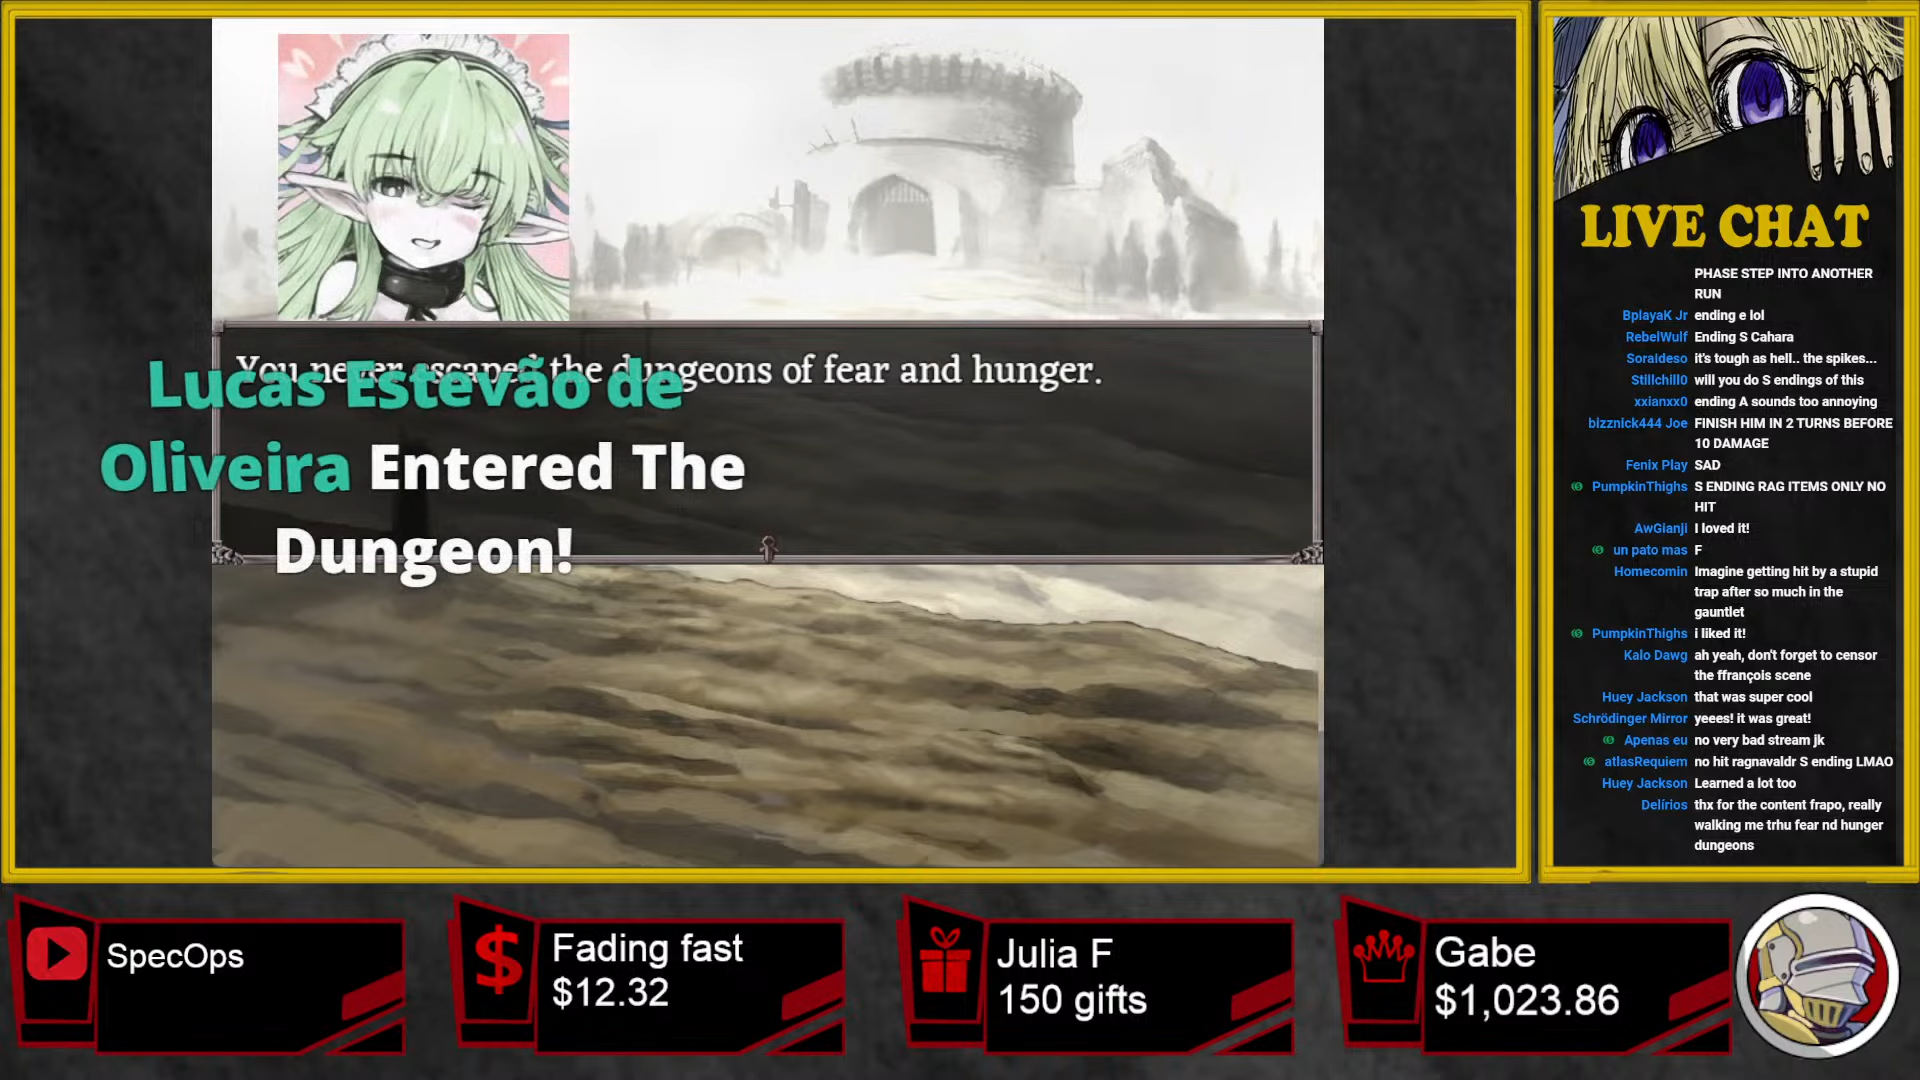 You never escaped the dungeons of fear and hunger.
Lucas Estevão de
Oliveira Entered The
Dungeon!
LIVE CHAT
PHASE STEP INTO ANOTHER
RUN
BplayaK Jr ending e lol
RebelWulf Ending S Cahara
Soraldeso it's tough as hell.. the spikes...
Stillchill0 will you do S endings of this
xxianxx0 ending A sounds too annoying
bizznick444 Joe FINISH HIM IN 2 TURNS BEFORE
10 DAMAGE
Fenix Play SAD
PumpkinThighs S ENDING RAG ITEMS ONLY NO
HIT
AwGianji I loved it!
un pato mas F
Homecomin Imagine getting hit by a stupid
trap after so much in the
gauntlet
PumpkinThighs i liked it!
Kalo Dawg ah yeah, don't forget to censor
the ffrançois scene
Huey Jackson that was super cool
Schrödinger Mirror yeees! it was great!
Apenas eu no very bad stream jk
atlasRequiem no hit ragnavaldr S ending LMAO
Huey Jackson Learned a lot too
Delírios thx for the content frapo, really
walking me trhu fear nd hunger
dungeons
SpecOps
Fading fast
$12.32
Julia F
150 gifts
Gabe
$1,023.86